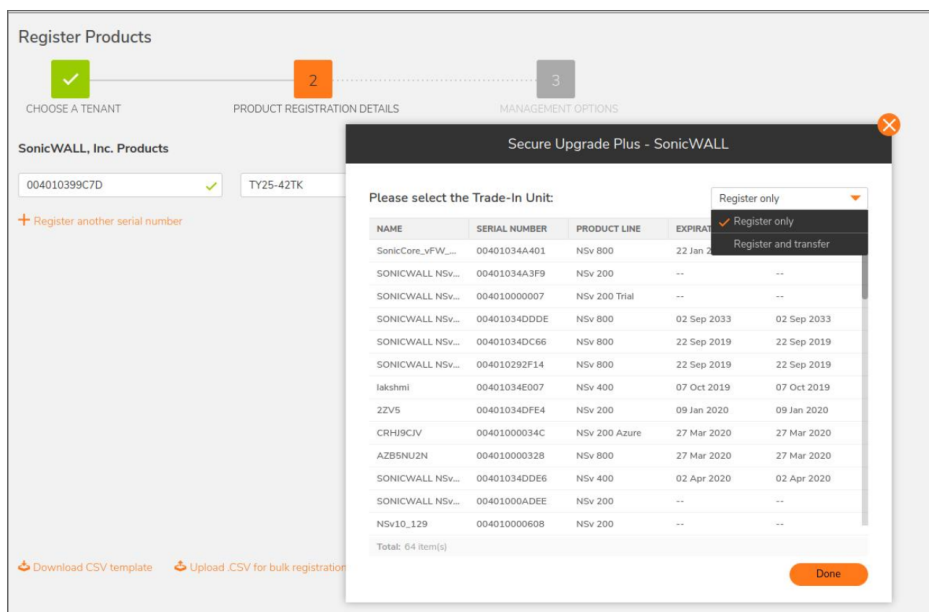 Register Products
2
3
CHOOSE A TENANT
PRODUCT REGISTRATION DETAILS
MANAGEMENT OPTIONS
SonicWALL, Inc. Products
004010399C7D
TY25-42TK
Register another serial number
Download CSV template
Upload .CSV for bulk registration
Secure Upgrade Plus - SonicWALL
Please select the Trade-In Unit:
Register only
Register only
Register and transfer
NAME SERIAL NUMBER PRODUCT LINE EXPIRAT
SonicCore_vFW_... 00401034A401 NSv 800 22 Jan 2
SONICWALL NSv... 00401034A3F9 NSv 200 -- --
SONICWALL NSv... 004010000007 NSv 200 Trial -- --
SONICWALL NSv... 00401034DDDE NSv 800 02 Sep 2033 02 Sep 2033
SONICWALL NSv... 00401034DC66 NSv 800 22 Sep 2019 22 Sep 2019
SONICWALL NSv... 004010292F14 NSv 800 22 Sep 2019 22 Sep 2019
lakshmi 00401034E007 NSv 400 07 Oct 2019 07 Oct 2019
2ZV5 00401034DFE4 NSv 200 09 Jan 2020 09 Jan 2020
CRHJ9CJV 00401000034C NSv 200 Azure 27 Mar 2020 27 Mar 2020
AZB5NU2N 004010000328 NSv 800 27 Mar 2020 27 Mar 2020
SONICWALL NSv... 00401034DDE6 NSv 400 02 Apr 2020 02 Apr 2020
SONICWALL NSv... 00401000ADEE NSv 200 -- --
NSv10_129 004010000608 NSv 200 -- --
Total: 64 item(s)
Done